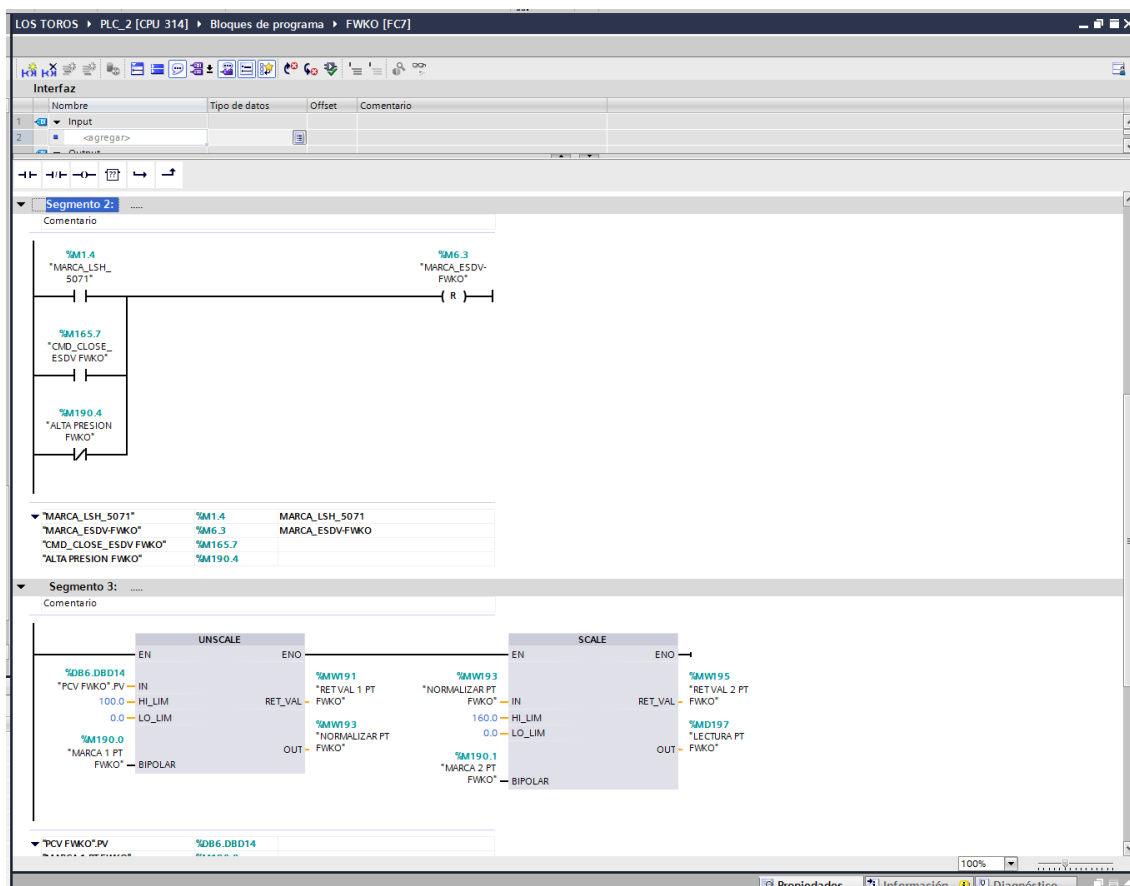 LOS TOROS ▸ PLC_2 [CPU 314] ▸ Bloques de programa ▸ FWKO [FC7]
Interfaz
Nombre Tipo de datos Offset Comentario
1 Input
2 <agregar>
Output
Segmento 2: .....
Comentario
%M1.4
"MARCA_LSH_
5071"
%M6.3
"MARCA_ESDV-
FWKO"
R
%M165.7
"CMD_CLOSE_
ESDV FWKO"
%M190.4
"ALTA PRESION
FWKO"
"MARCA_LSH_5071" %M1.4 MARCA_LSH_5071
"MARCA_ESDV-FWKO" %M6.3 MARCA_ESDV-FWKO
"CMD_CLOSE_ESDV FWKO" %M165.7
"ALTA PRESION FWKO" %M190.4
Segmento 3: .....
Comentario
UNSCALE
EN ENO
%DB6.DBD14
"PCV FWKO".PV IN
100.0 HI_LIM
0.0 LO_LIM
%M190.0
"MARCA 1 PT
FWKO" BIPOLAR
%MW191
"RETVAL 1 PT
RET_VAL FWKO"
%MW193
"NORMALIZAR PT
OUT FWKO"
SCALE
EN ENO
%MW193
"NORMALIZAR PT
FWKO" IN
160.0 HI_LIM
0.0 LO_LIM
%M190.1
"MARCA 2 PT
FWKO" BIPOLAR
%MW195
"RETVAL 2 PT
RET_VAL FWKO"
%MD197
"LECTURA PT
OUT FWKO"
"PCV FWKO".PV %DB6.DBD14
100%
Propiedades Información Diagnóstico